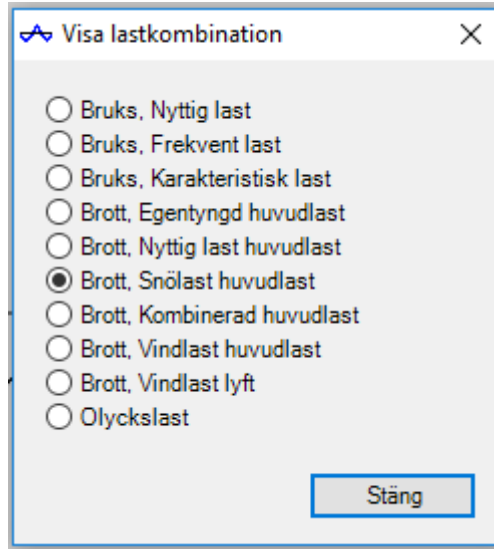 Visa lastkombination
Bruks, Nyttig last
Bruks, Frekvent last
Bruks, Karakteristisk last
Brott, Egentyngd huvudlast
Brott, Nyttig last huvudlast
Brott, Snölast huvudlast
Brott, Kombinerad huvudlast
Brott, Vindlast huvudlast
Brott, Vindlast lyft
Olyckslast
Stäng